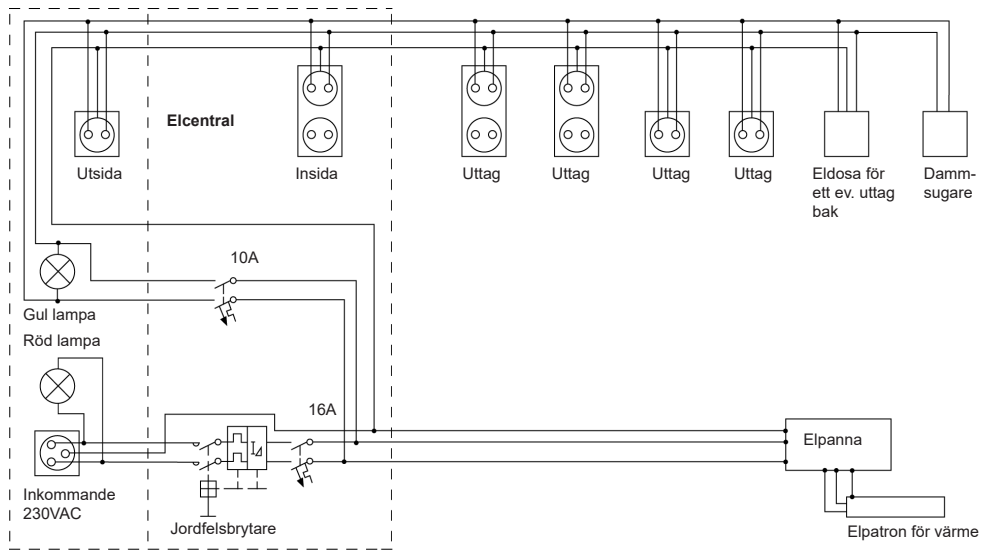 Elcentral
Utsida
Insida
Uttag
Uttag
Uttag
Uttag
Eldosa för
ett ev. uttag
bak
Damm-
sugare
10A
Gul lampa
Röd lampa
16A
I∆
Elpanna
Inkommande
230VAC
Jordfelsbrytare
Elpatron för värme